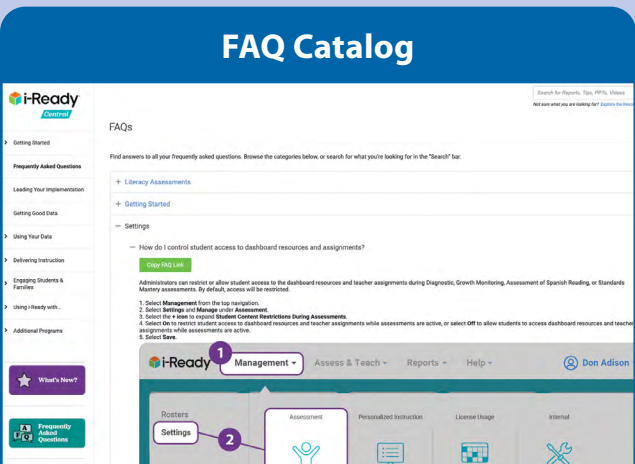 FAQ Catalog
i-Ready
Central
Search for Reports, Tips, PPTs, Videos
Not sure what you are looking for? Explore the
Getting Started
Frequently Asked Questions
Leading Your Implementation
Getting Good Data
Using Your Data
Delivering Instruction
Engaging Students &
Families
Using i-Ready with...
Additional Programs
What's New?
F A Q
Frequently
Asked
Questions
FAQs
Find answers to all your frequently asked questions. Browse the categories below, or search for what you're looking for in the "Search" bar.
+ Literacy Assessments
+ Getting Started
— Settings
— How do I control student access to dashboard resources and assignments?
Copy FAQ Link
Administrators can restrict or allow student access to the dashboard resources and teacher assignments during Diagnostic, Growth Monitoring, Assessment of Spanish Reading, or Standards
Mastery assessments. By default, access will be restricted.
1. Select Management from the top navigation.
2. Select Settings and Manage under Assessment.
3. Select the + icon to expand Student Content Restrictions During Assessments.
4. Select On to restrict student access to dashboard resources and teacher assignments while assessments are active, or select Off to allow students to access dashboard resources and teacher
assignments while assessments are active.
5. Select Save.
i-Ready
1
Management
Assess & Teach
Reports
Help
Don Adison
Rosters
Settings
2
Assessment
Personalized Instruction
License Usage
Internal